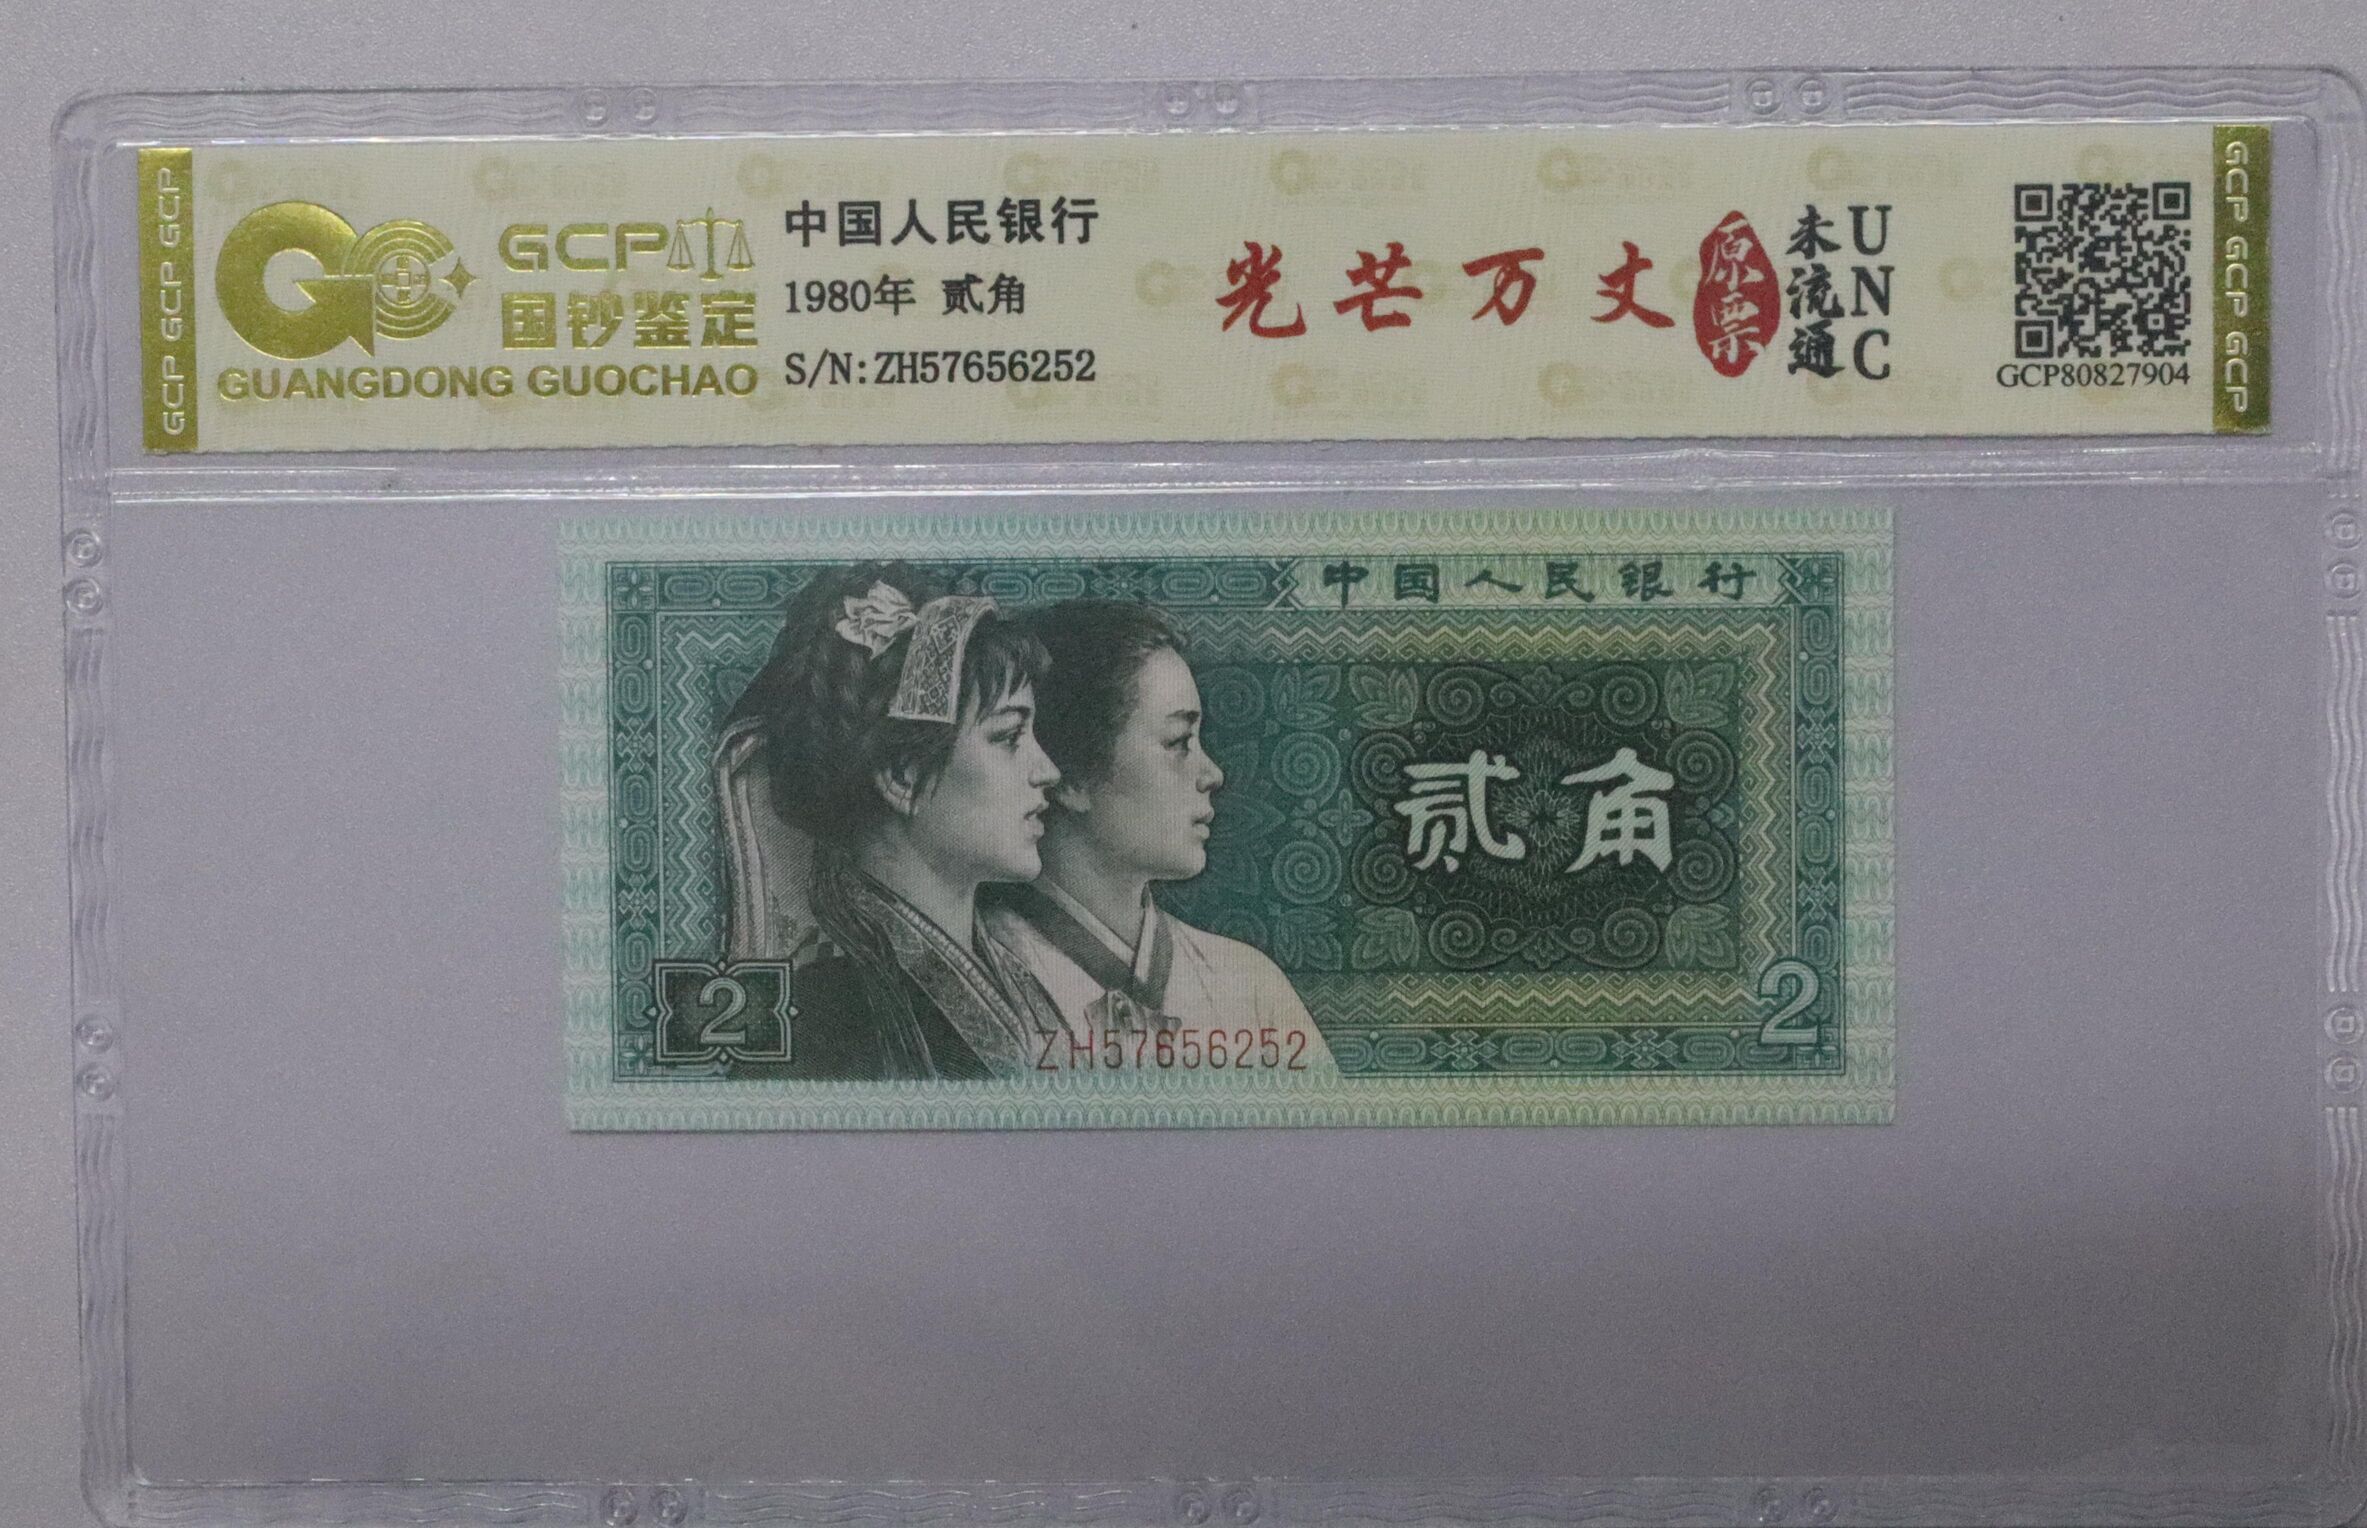 GCP GCP GCP
GCP
国钞鉴定
GUANGDONG GUOCHAO
中国人民银行
1980年 贰角
S/N:ZH57656252
光芒万丈
原票
未流通
UNC
GCP80827904
GCP GCP GCP
中国人民银行
贰角
2
2
ZH57656252